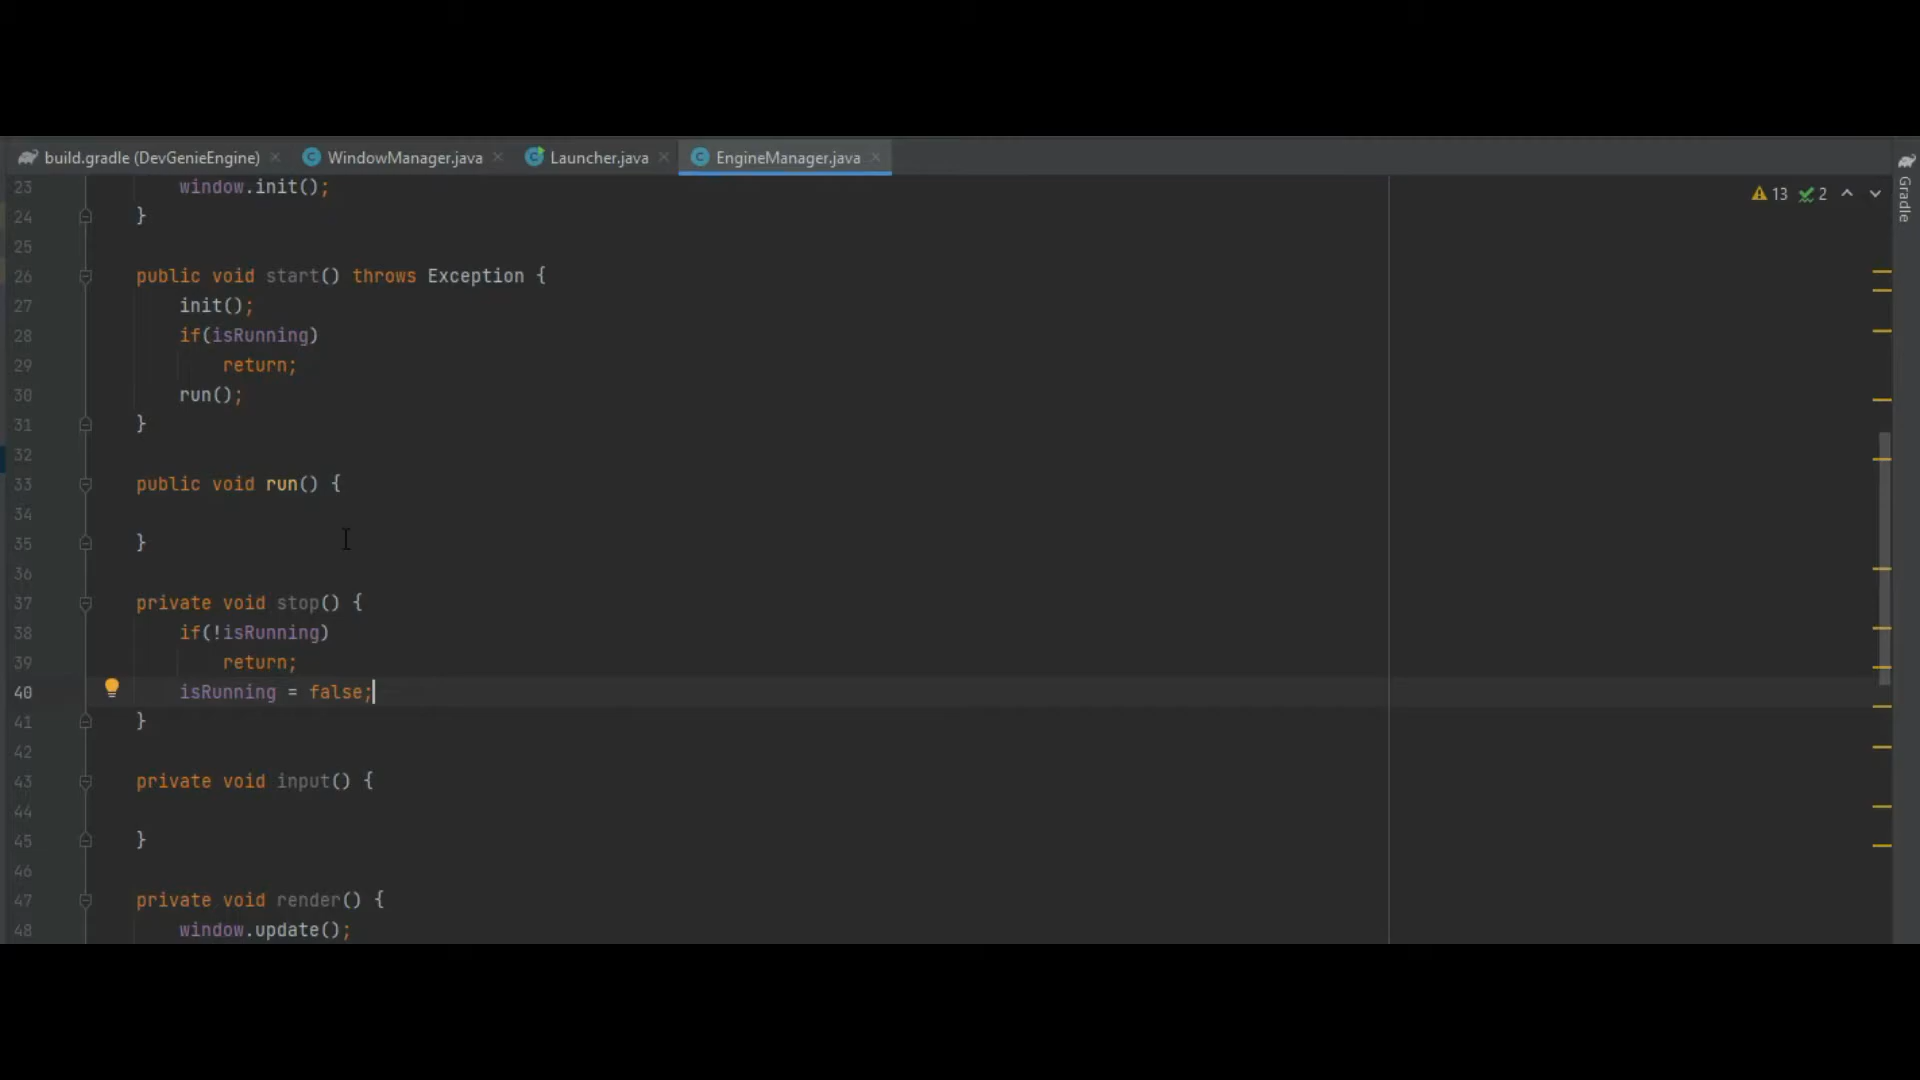 build.gradle (DevGenieEngine) WindowManager.java Launcher.java EngineManager.java
23 window.init();
24 }
25
26 public void start() throws Exception {
27 init();
28 if(isRunning)
29 return;
30 run();
31 }
32
33 public void run() {
34
35 }
36
37 private void stop() {
38 if(!isRunning)
39 return;
40 isRunning = false;
41 }
42
43 private void input() {
44
45 }
46
47 private void render() {
48 window.update();
13 2
Gradle